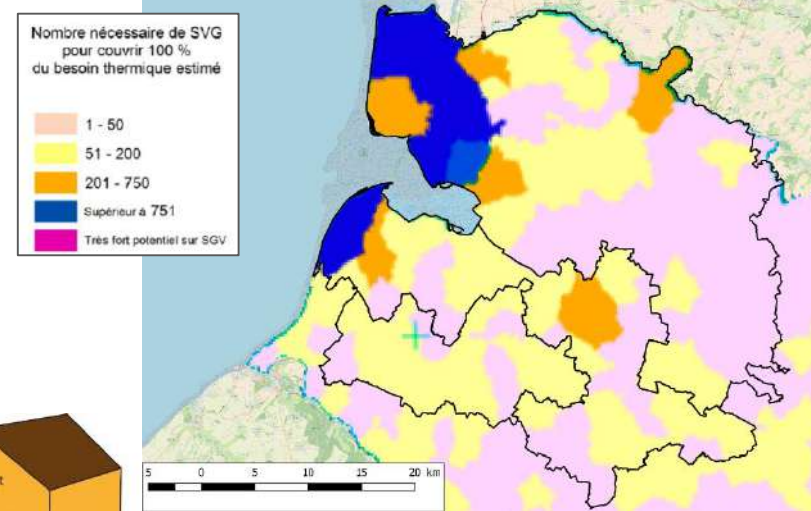 Nombre nécessaire de SVG
pour couvrir 100 %
du besoin thermique estimé
1 - 50
51 - 200
201 - 750
Supérieur à 751
Très fort potentiel sur SGV
5 0 5 10 15 20 km